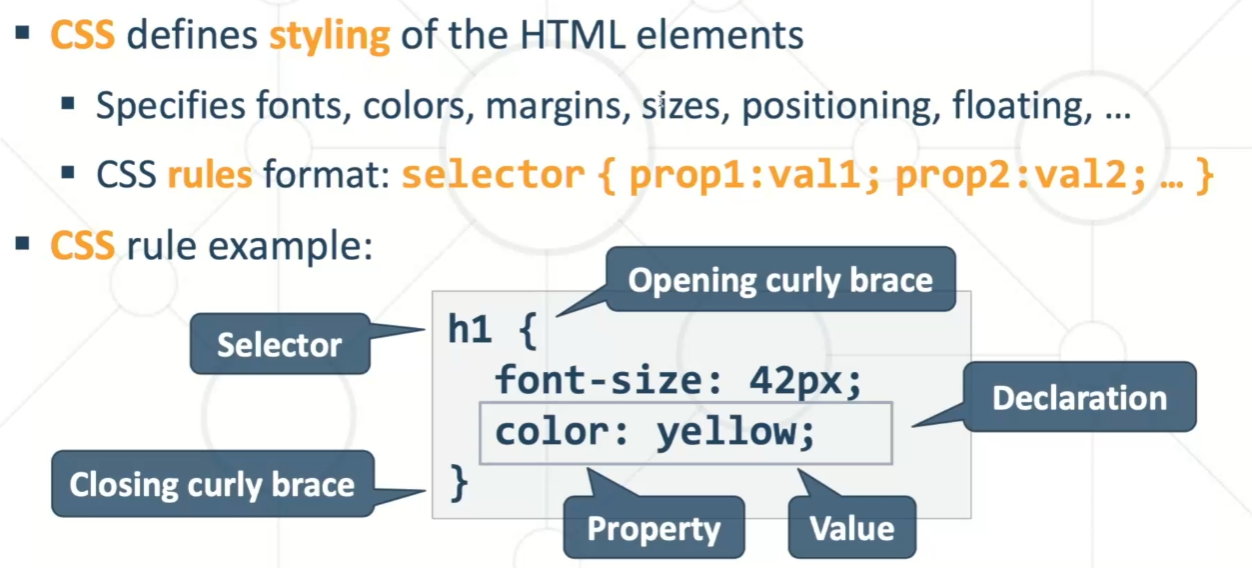 ▪ CSS defines styling of the HTML elements
▪ Specifies fonts, colors, margins, sizes, positioning, floating, …
▪ CSS rules format: selector { prop1:val1; prop2:val2; … }
▪ CSS rule example:
Opening curly brace
Selector
h1 {
font-size: 42px;
Declaration
color: yellow;
Closing curly brace
}
Property
Value